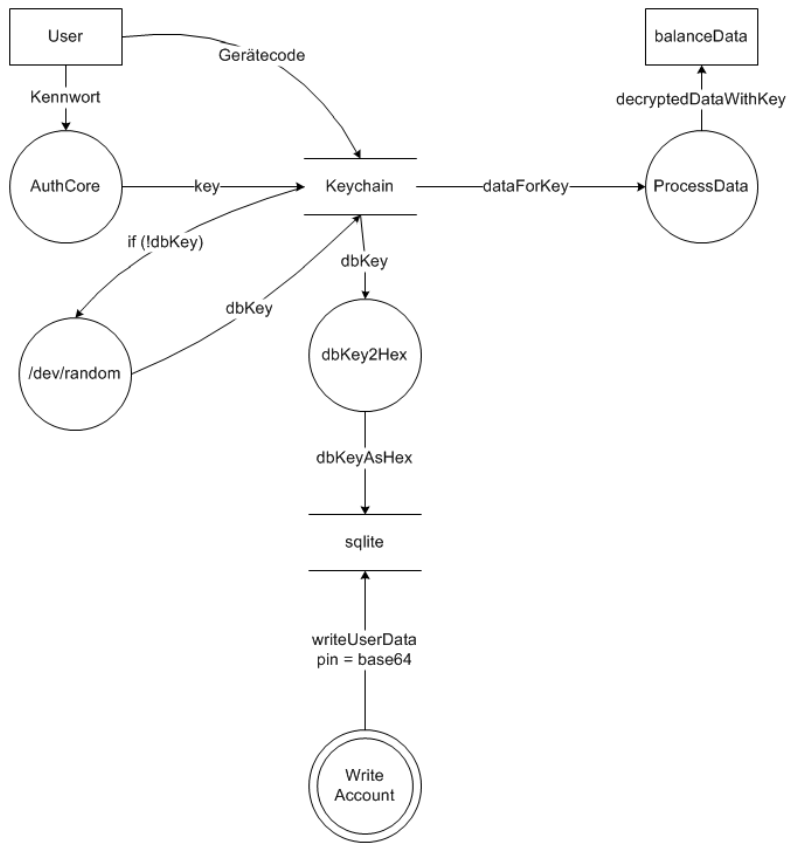 User
balanceData
Gerätecode
Kennwort
decryptedDataWithKey
AuthCore
key
Keychain
dataForKey
ProcessData
if (!dbKey)
dbKey
dbKey
/dev/random
dbKey2Hex
dbKeyAsHex
sqlite
writeUserData
pin = base64
Write
Account